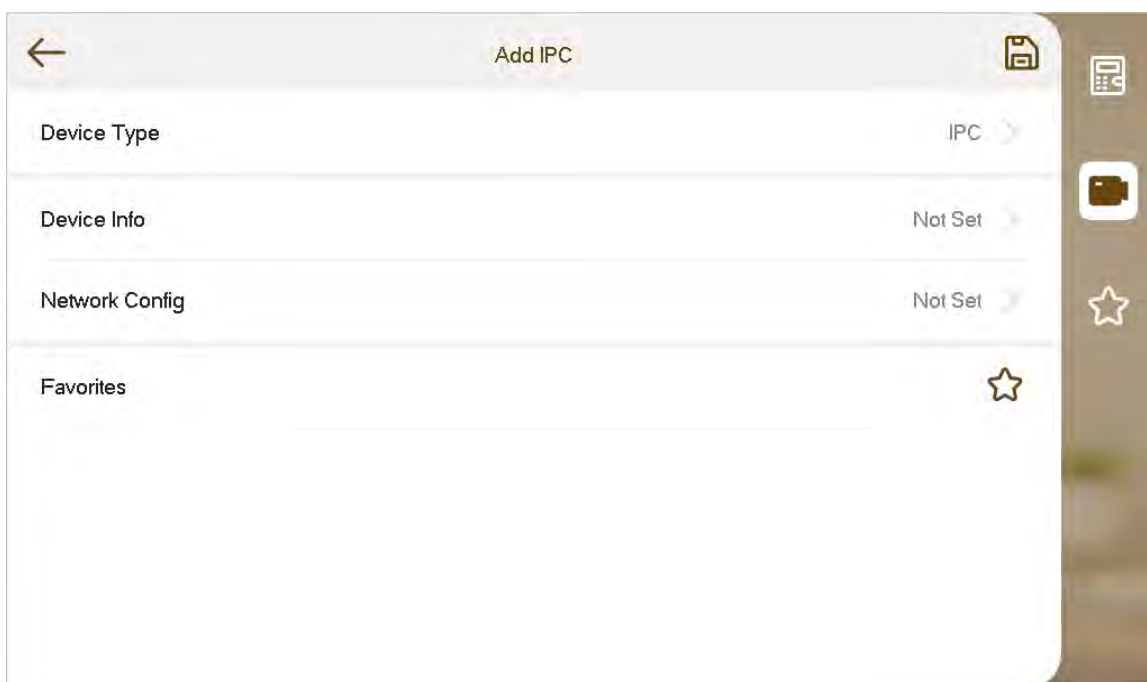 Add IPC
Device Type IPC
Device Info Not Set
Network Config Not Set
Favorites